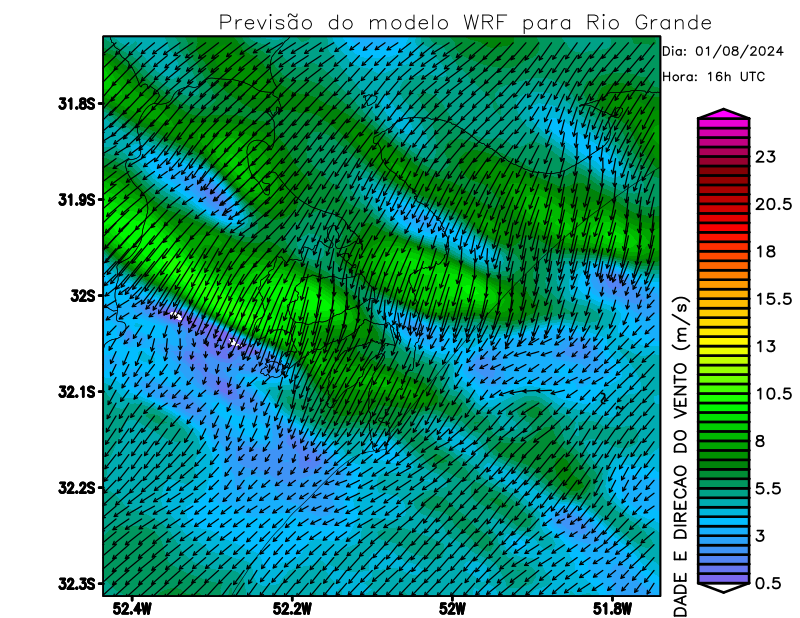 Previsão do modelo WRF para Rio Grande
Dia: 01/08/2024
Hora: 16h UTC
31.8S
31.9S
32S
32.1S
32.2S
32.3S
52.4W
52.2W
52W
51.8W
23
20.5
18
15.5
13
10.5
8
5.5
3
0.5
DADE E DIRECAO DO VENTO (m/s)